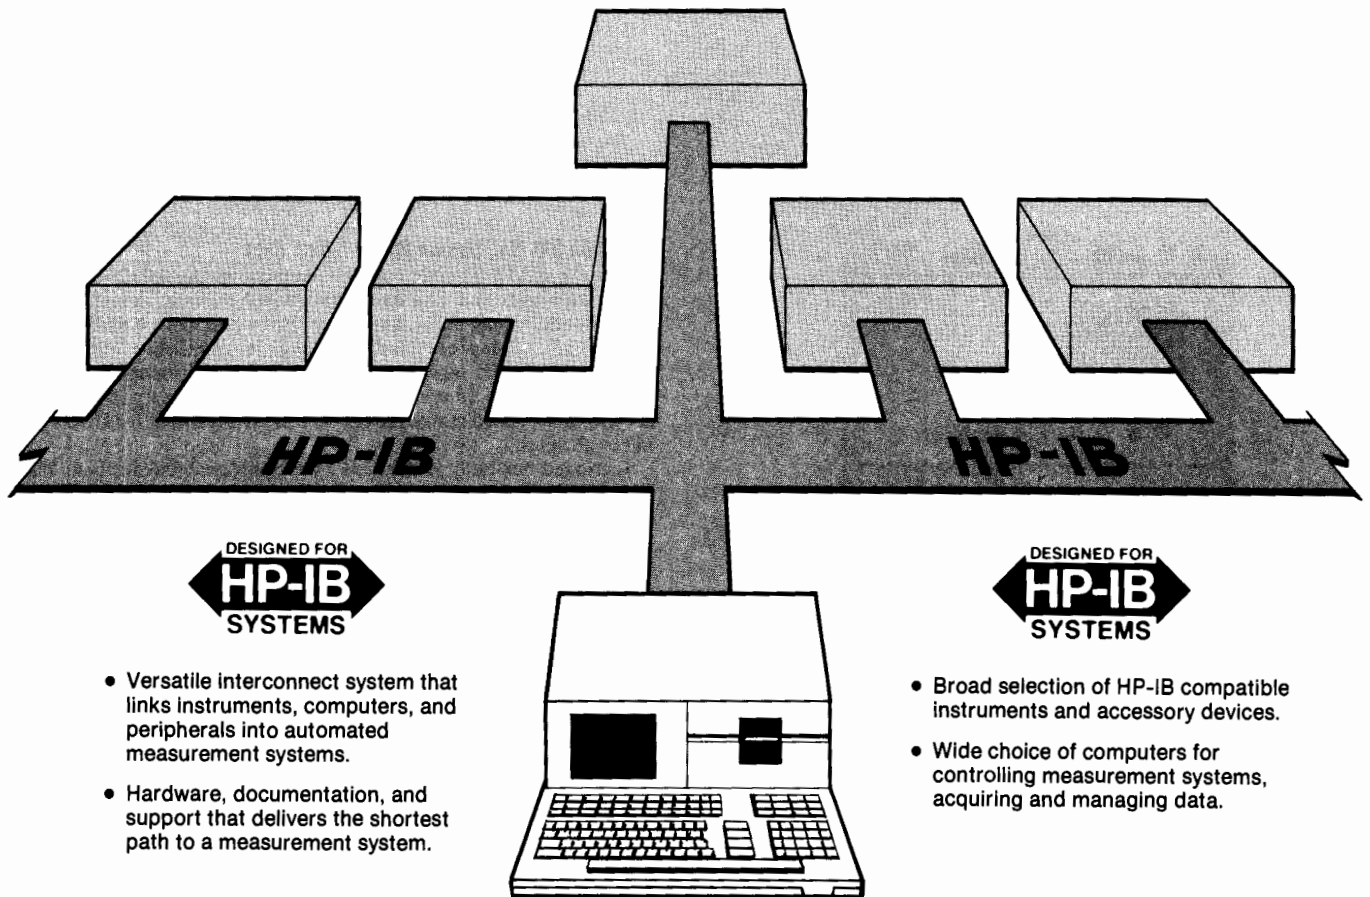 HP-IB
HP-IB
DESIGNED FOR
HP-IB
SYSTEMS
• Versatile interconnect system that
links instruments, computers, and
peripherals into automated
measurement systems.
• Hardware, documentation, and
support that delivers the shortest
path to a measurement system.
DESIGNED FOR
HP-IB
SYSTEMS
• Broad selection of HP-IB compatible
instruments and accessory devices.
• Wide choice of computers for
controlling measurement systems,
acquiring and managing data.